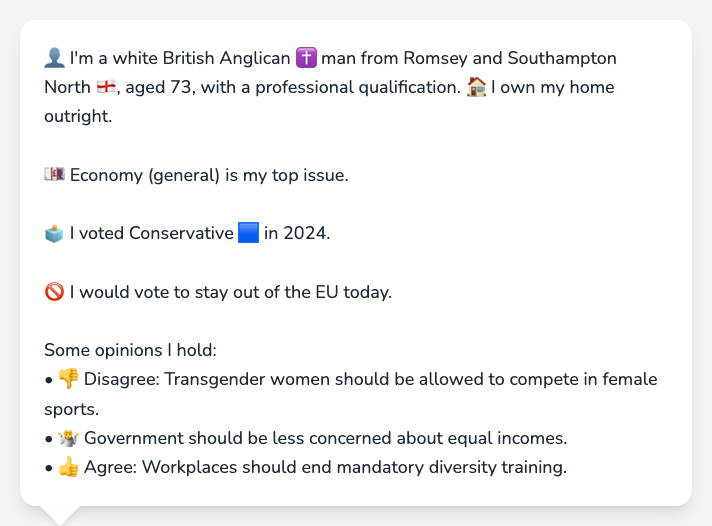 👤 I'm a white British Anglican ✝️ man from Romsey and Southampton
North 🏴󠁧󠁢󠁥󠁮󠁧󠁿, aged 73, with a professional qualification. 🏠 I own my home
outright.
💷 Economy (general) is my top issue.
🗳️ I voted Conservative 🟦 in 2024.
🚫 I would vote to stay out of the EU today.
Some opinions I hold:
• 👎 Disagree: Transgender women should be allowed to compete in female
sports.
• 🤷 Government should be less concerned about equal incomes.
• 👍 Agree: Workplaces should end mandatory diversity training.